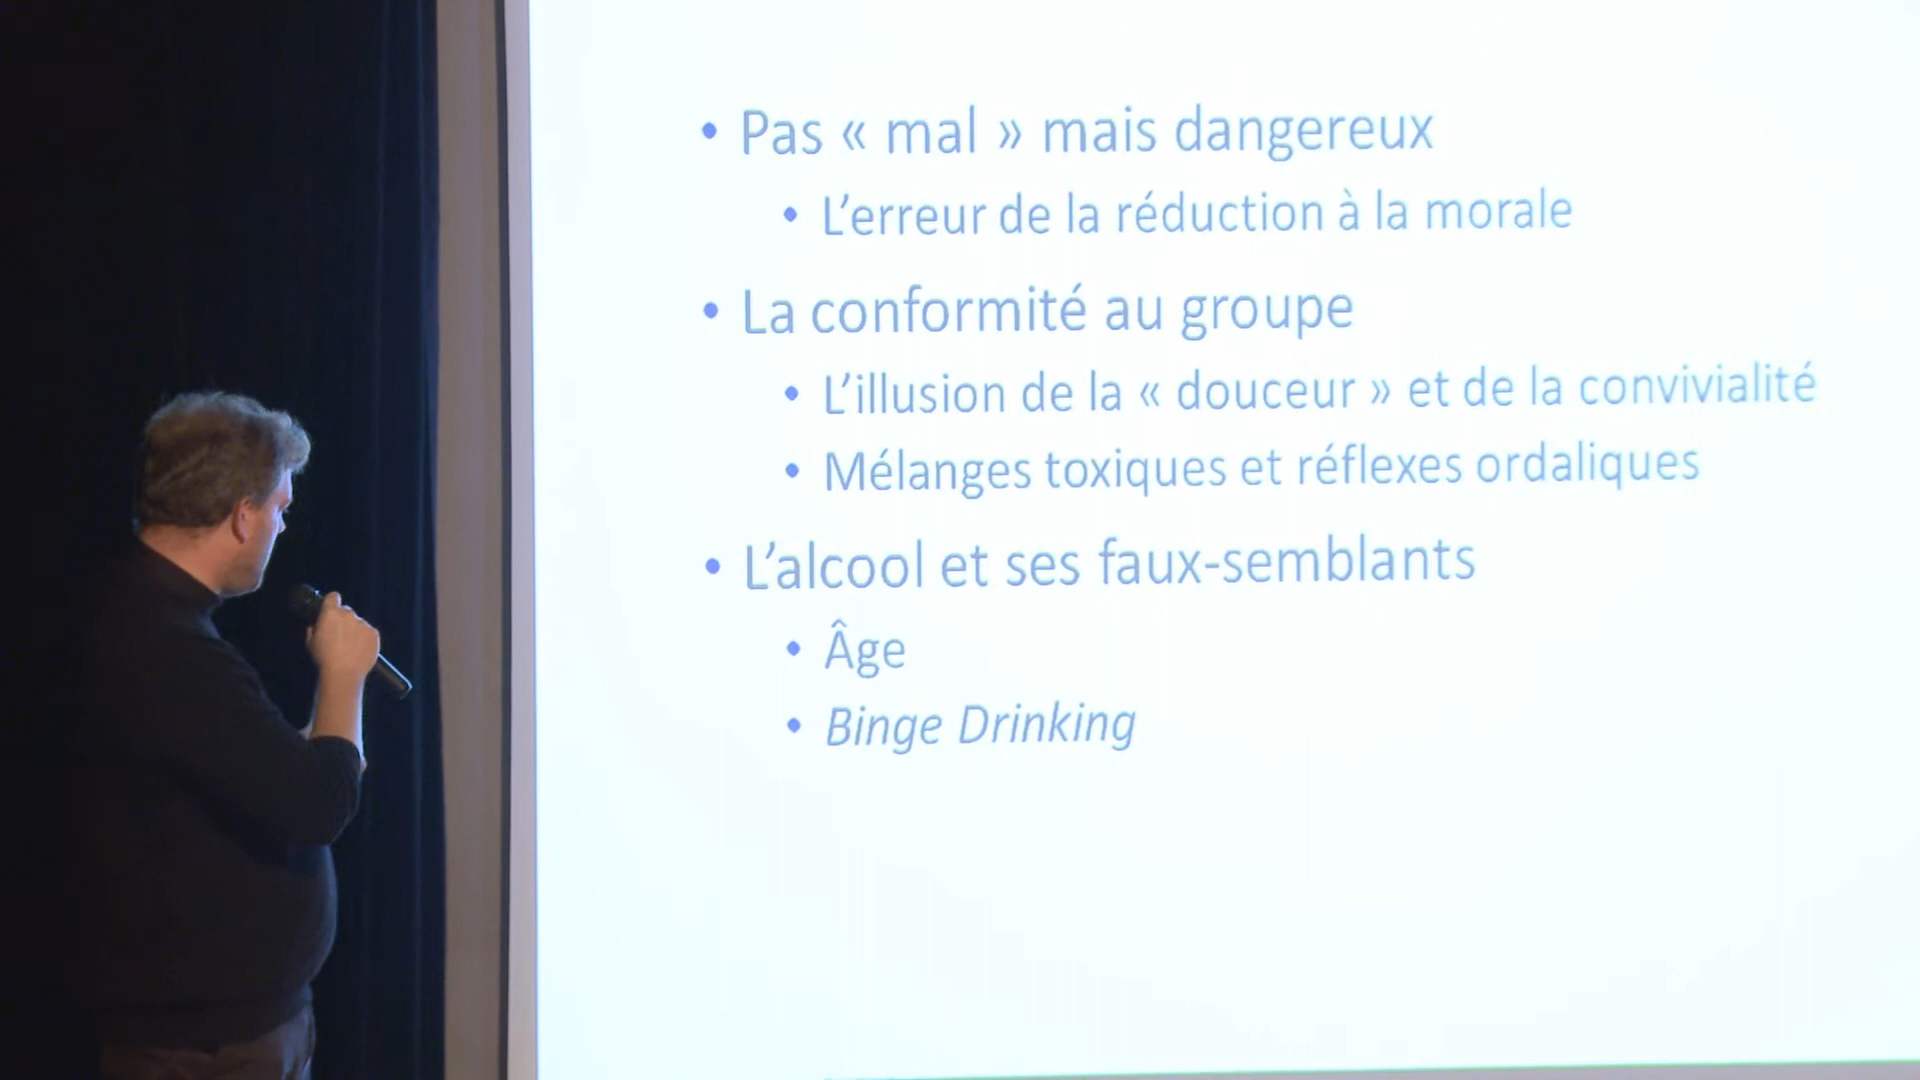 • Pas « mal » mais dangereux
• L'erreur de la réduction à la morale
• La conformité au groupe
• L'illusion de la « douceur » et de la convivialité
• Mélanges toxiques et réflexes ordaliques
• L'alcool et ses faux-semblants
• Âge
• Binge Drinking